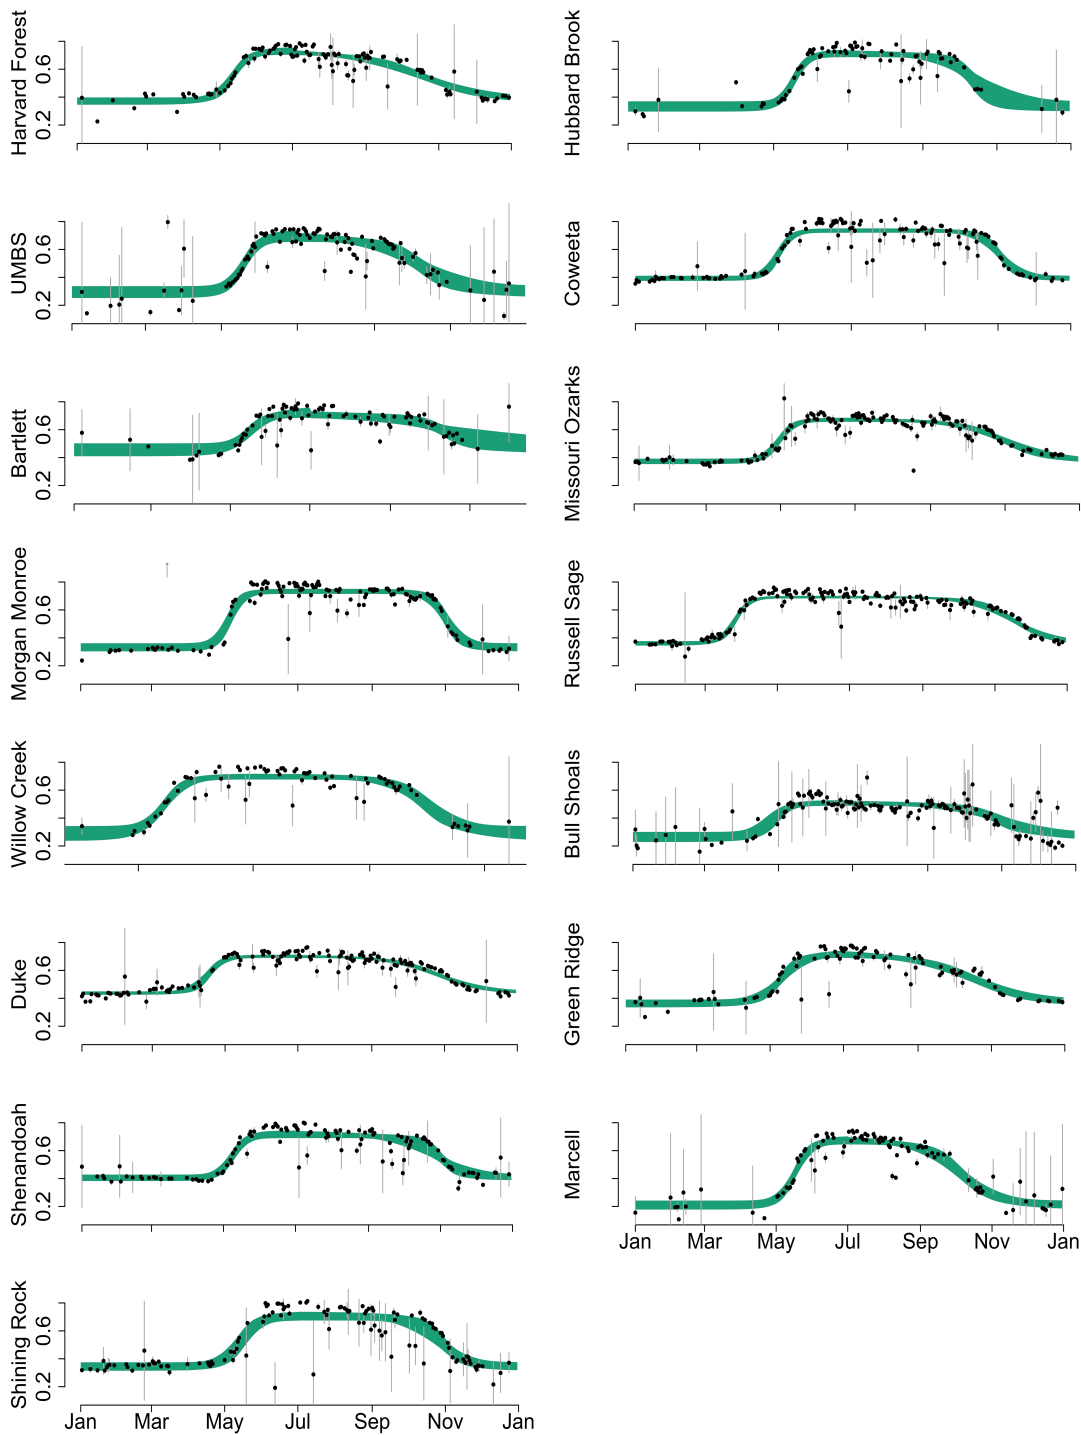 Harvard Forest
0.2 0.6
Hubbard Brook
UMBS
0.2 0.6
Coweeta
Bartlett
0.2 0.6
Missouri Ozarks
Morgan Monroe
0.2 0.6
Russell Sage
Willow Creek
0.2 0.6
Bull Shoals
Duke
0.2 0.6
Green Ridge
Shenandoah
0.2 0.6
Marcell
Jan Mar May Jul Sep Nov Jan
Shining Rock
0.2 0.6
Jan Mar May Jul Sep Nov Jan